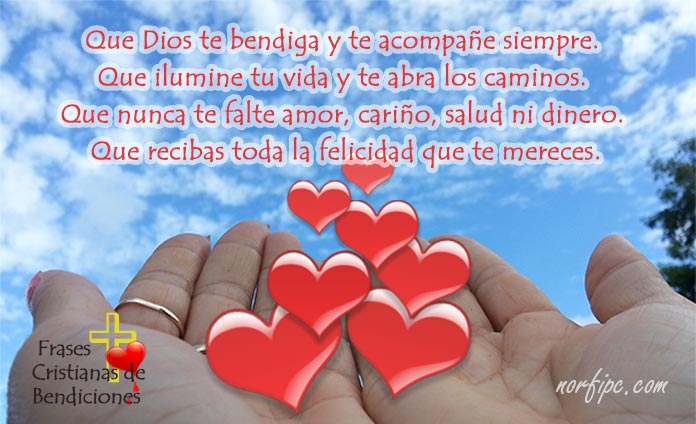 Que Dios te bendiga y te acompañe siempre.
Que ilumine tu vida y te abra los caminos.
Que nunca te falte amor, cariño, salud ni dinero.
Que recibas toda la felicidad que te mereces.
Frases
Cristianas de
Bendiciones
norfipc.com